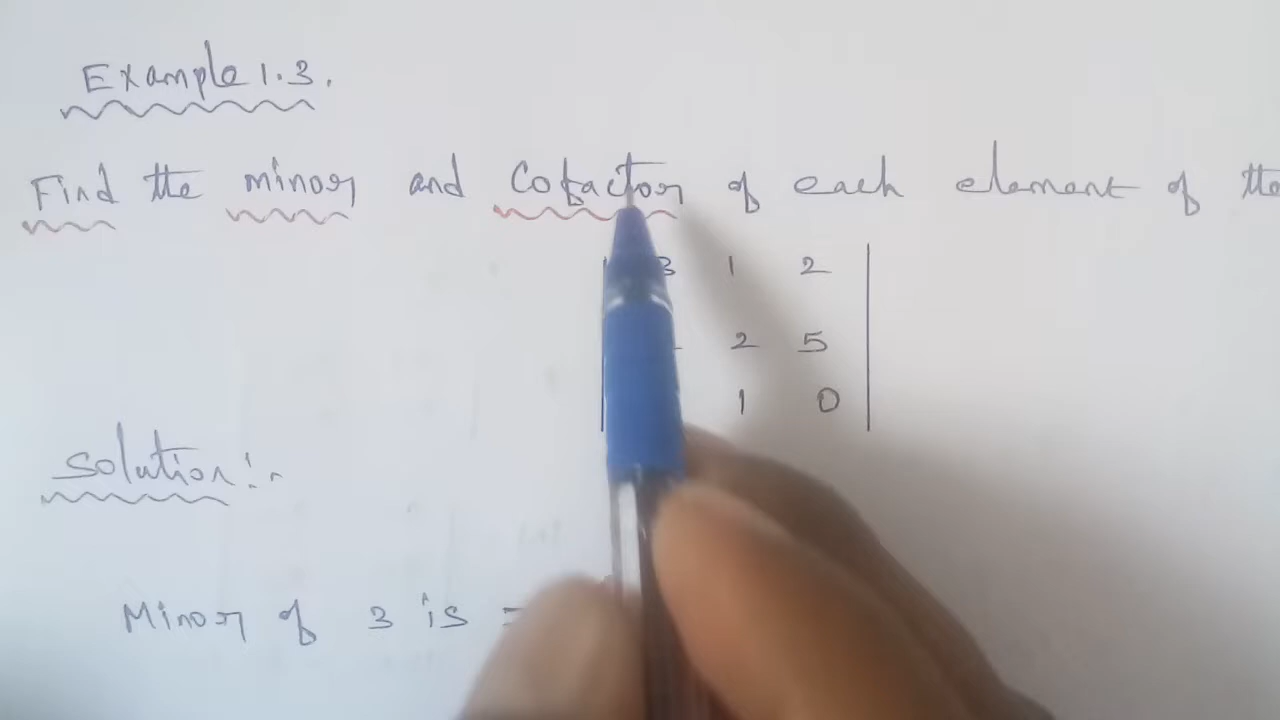 Example 1.3.
Find the minor and Cofactor of each element of the
3 1 2
2 5
1 0
Solution:-
Minor of 3 is =